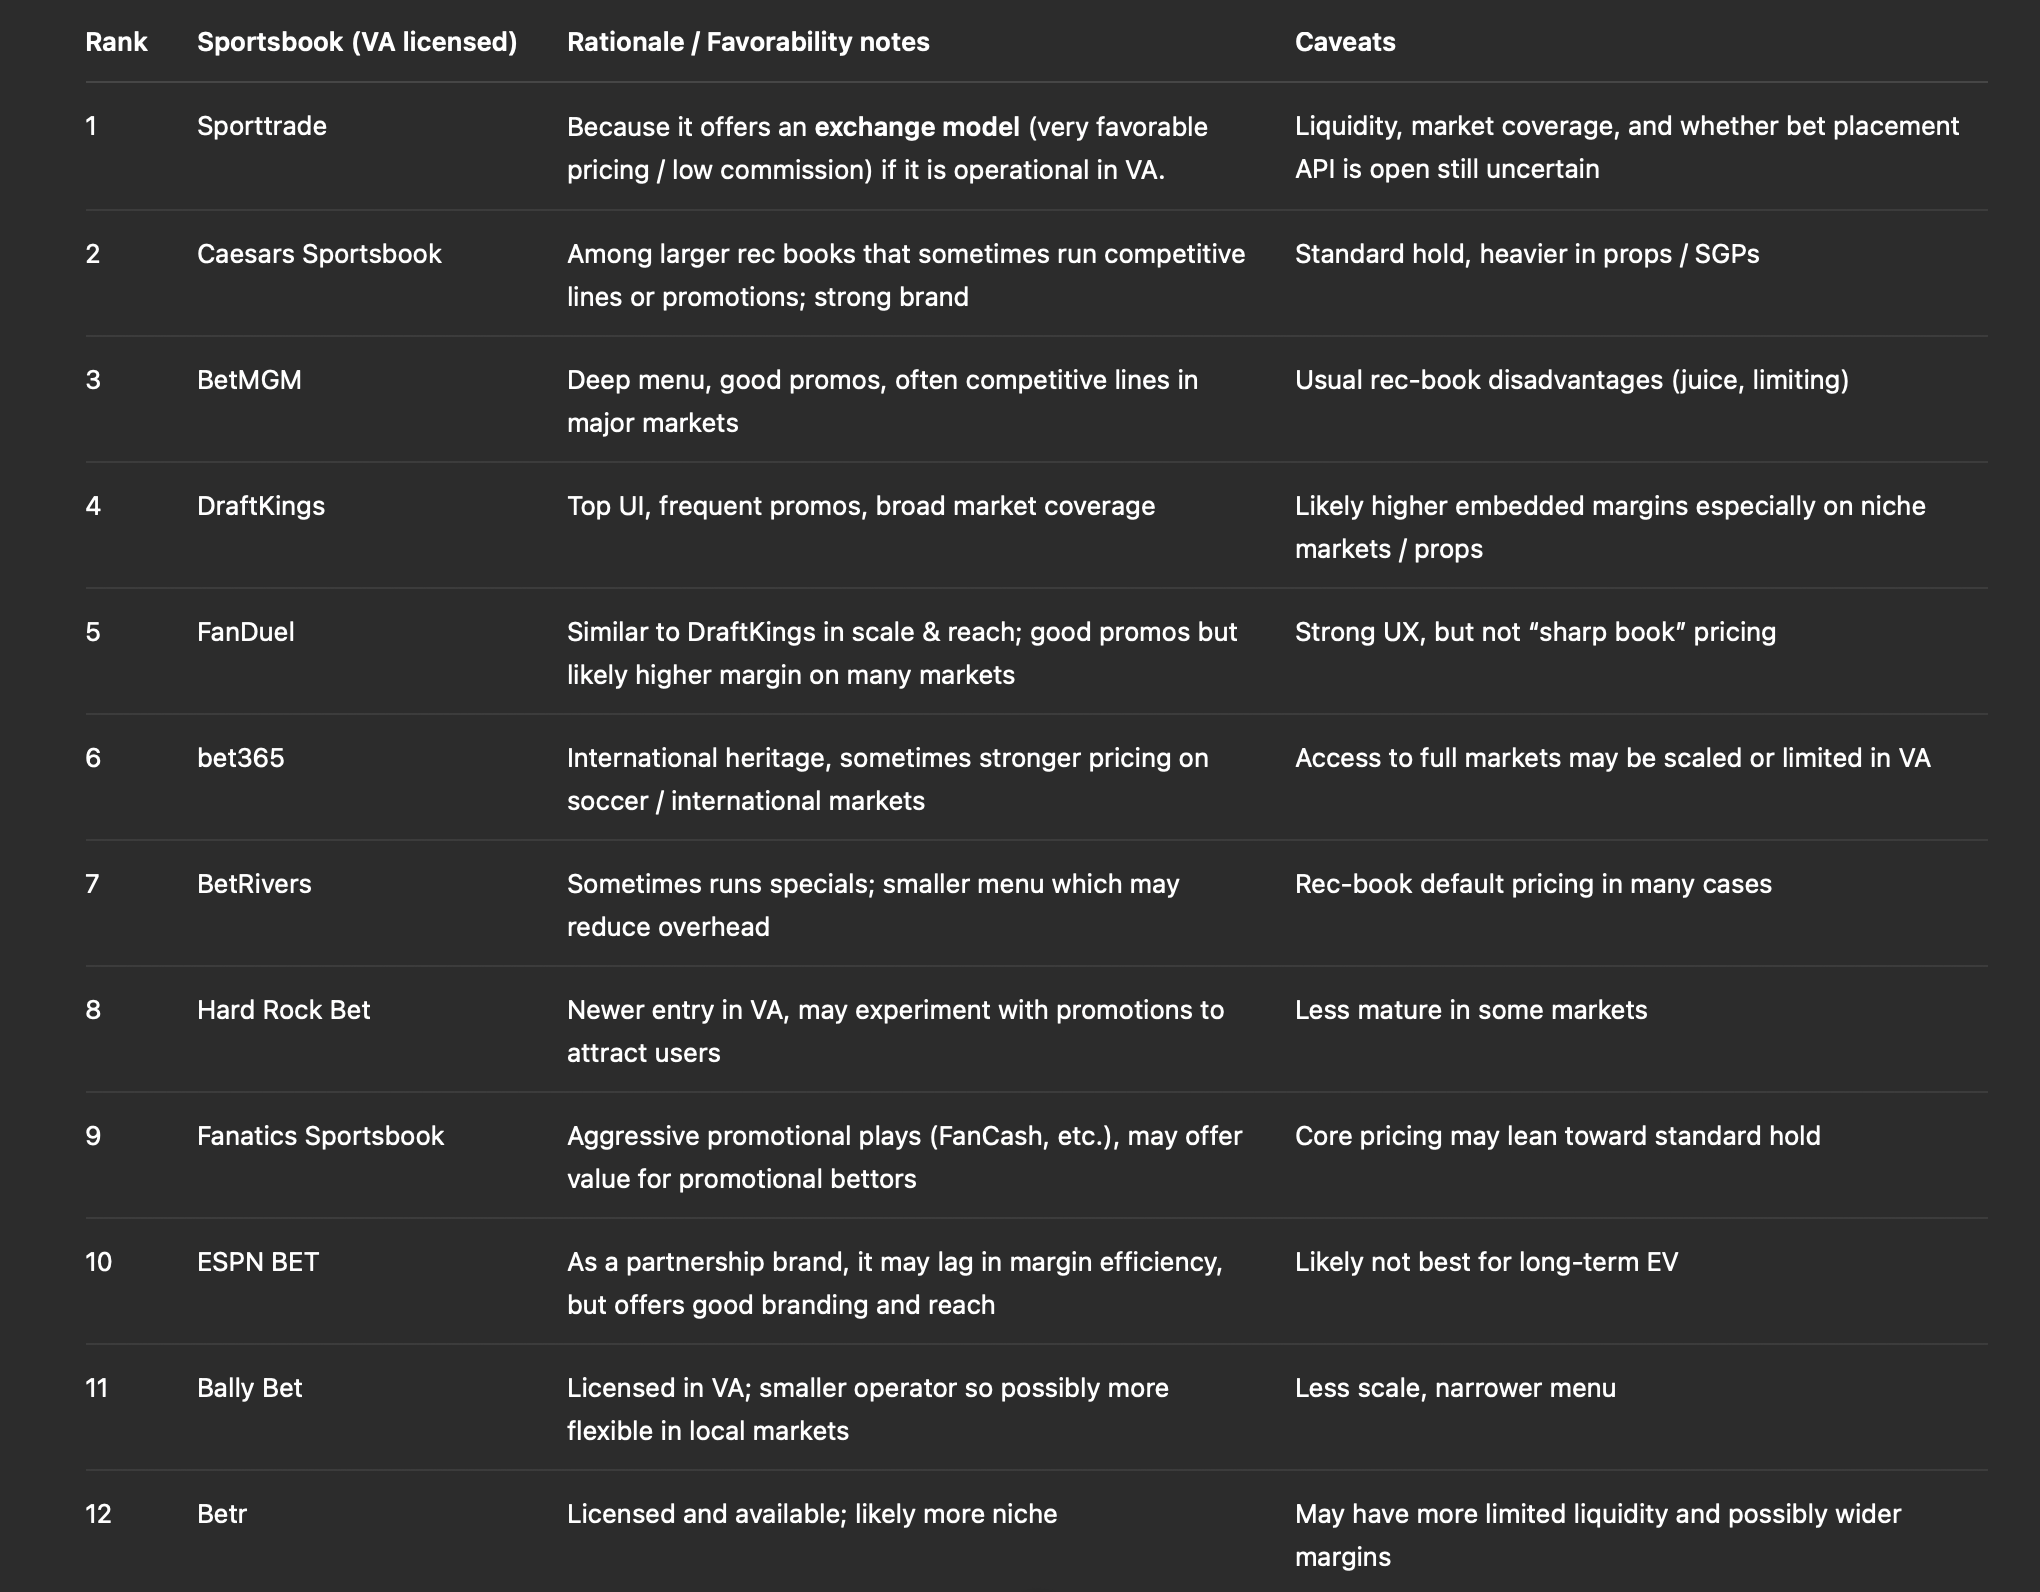 Rank Sportsbook (VA licensed) Rationale / Favorability notes Caveats
1 Sporttrade Because it offers an exchange model (very favorable pricing / low commission) if it is operational in VA. Liquidity, market coverage, and whether bet placement API is open still uncertain
2 Caesars Sportsbook Among larger rec books that sometimes run competitive lines or promotions; strong brand Standard hold, heavier in props / SGPs
3 BetMGM Deep menu, good promos, often competitive lines in major markets Usual rec-book disadvantages (juice, limiting)
4 DraftKings Top UI, frequent promos, broad market coverage Likely higher embedded margins especially on niche markets / props
5 FanDuel Similar to DraftKings in scale & reach; good promos but likely higher margin on many markets Strong UX, but not “sharp book” pricing
6 bet365 International heritage, sometimes stronger pricing on soccer / international markets Access to full markets may be scaled or limited in VA
7 BetRivers Sometimes runs specials; smaller menu which may reduce overhead Rec-book default pricing in many cases
8 Hard Rock Bet Newer entry in VA, may experiment with promotions to attract users Less mature in some markets
9 Fanatics Sportsbook Aggressive promotional plays (FanCash, etc.), may offer value for promotional bettors Core pricing may lean toward standard hold
10 ESPN BET As a partnership brand, it may lag in margin efficiency, but offers good branding and reach Likely not best for long-term EV
11 Bally Bet Licensed in VA; smaller operator so possibly more flexible in local markets Less scale, narrower menu
12 Betr Licensed and available; likely more niche May have more limited liquidity and possibly wider margins